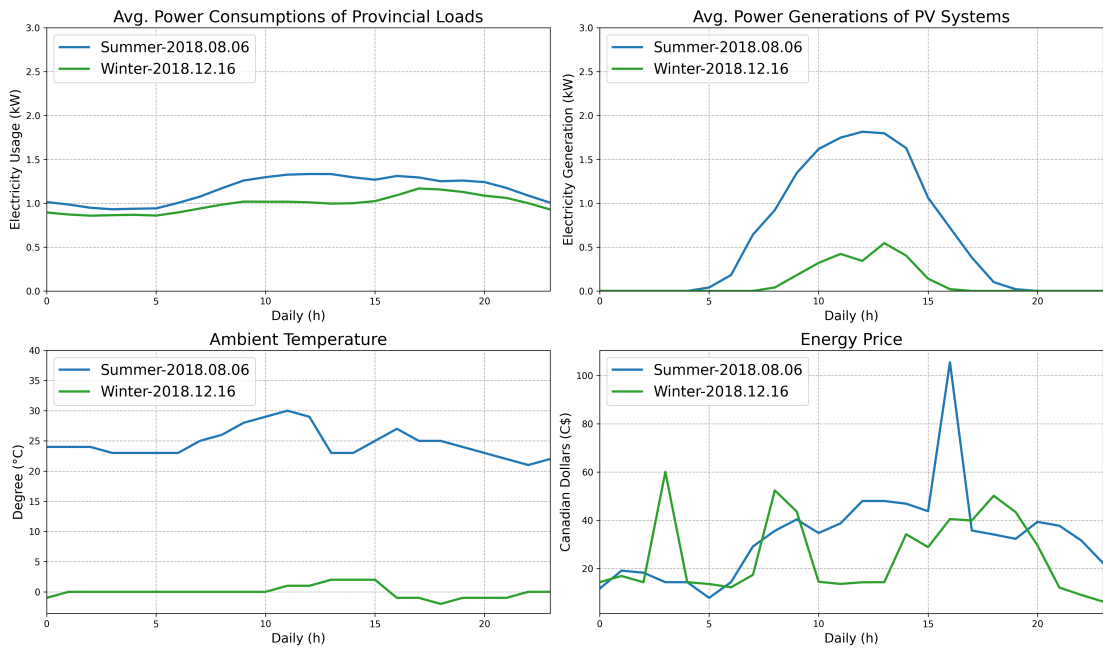 Avg. Power Consumptions of Provincial Loads
3.0
2.5
2.0
1.5
1.0
0.5
0.0
Electricity Usage (kW)
Summer-2018.08.06
Winter-2018.12.16
0
5
10
15
20
Daily (h)
Avg. Power Generations of PV Systems
3.0
2.5
2.0
1.5
1.0
0.5
0.0
Electricity Generation (kW)
Summer-2018.08.06
Winter-2018.12.16
0
5
10
15
20
Daily (h)
Ambient Temperature
40
35
30
25
20
15
10
5
0
Degree (°C)
Summer-2018.08.06
Winter-2018.12.16
0
5
10
15
20
Daily (h)
Energy Price
100
80
60
40
20
Canadian Dollars (C$)
Summer-2018.08.06
Winter-2018.12.16
0
5
10
15
20
Daily (h)